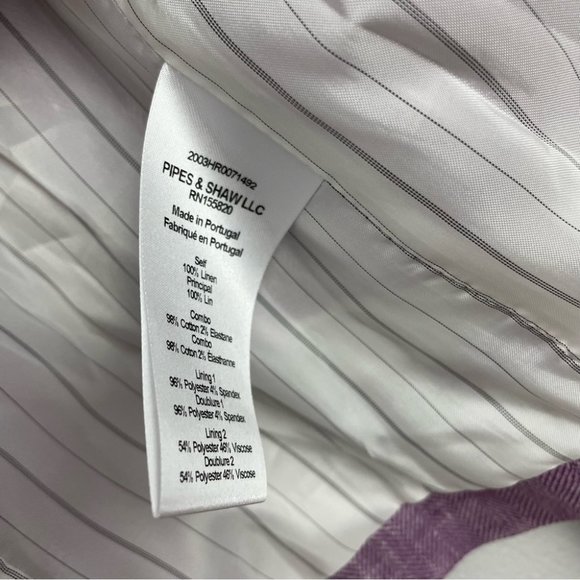 2003HR0071492
PIPES & SHAW LLC
RN155820
Made in Portugal
Fabriqué en Portugal
Self
100% Linen
Principal
100% Lin
Combo
98% Cotton 2% Elastane
Combo
98% Coton 2% Élasthanne
Lining 1
96% Polyester 4% Spandex
Doublure 1
96% Polyester 4% Spandex
Lining 2
54% Polyester 46% Viscose
Doublure 2
54% Polyester 46% Viscose